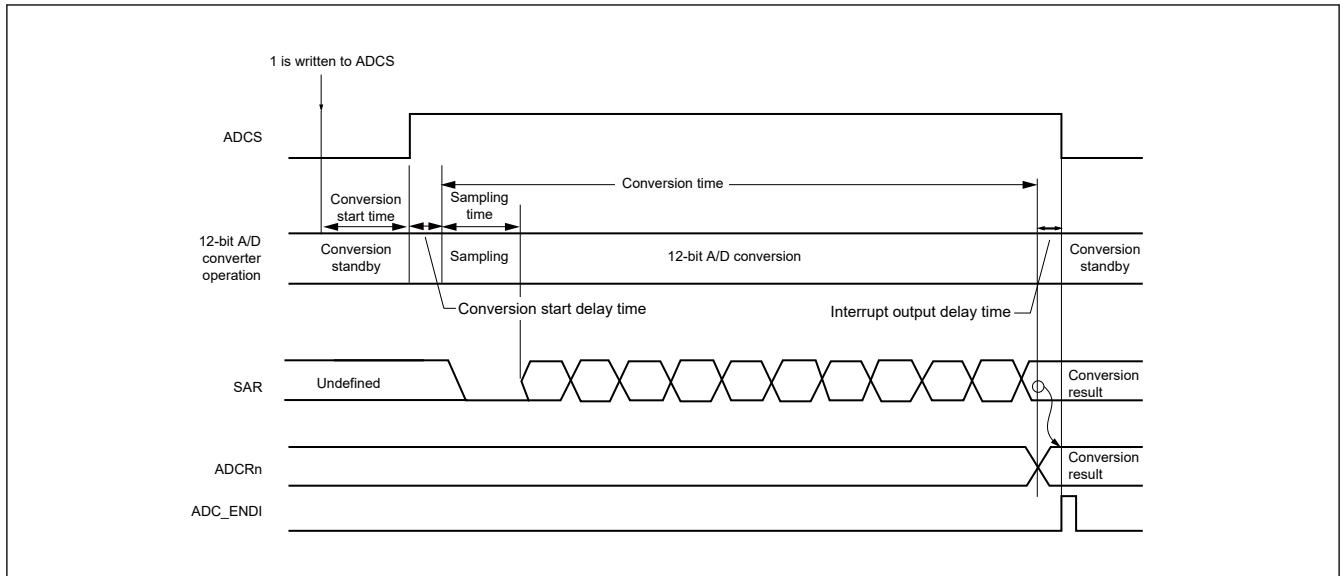 1 is written to ADCS
ADCS
Conversion time
Conversion
start time
Sampling
time
12-bit A/D
converter
operation
Conversion
standby
Sampling
12-bit A/D conversion
Conversion
standby
Conversion start delay time
Interrupt output delay time
SAR
Undefined
Conversion
result
ADCRn
Conversion
result
ADC_ENDI